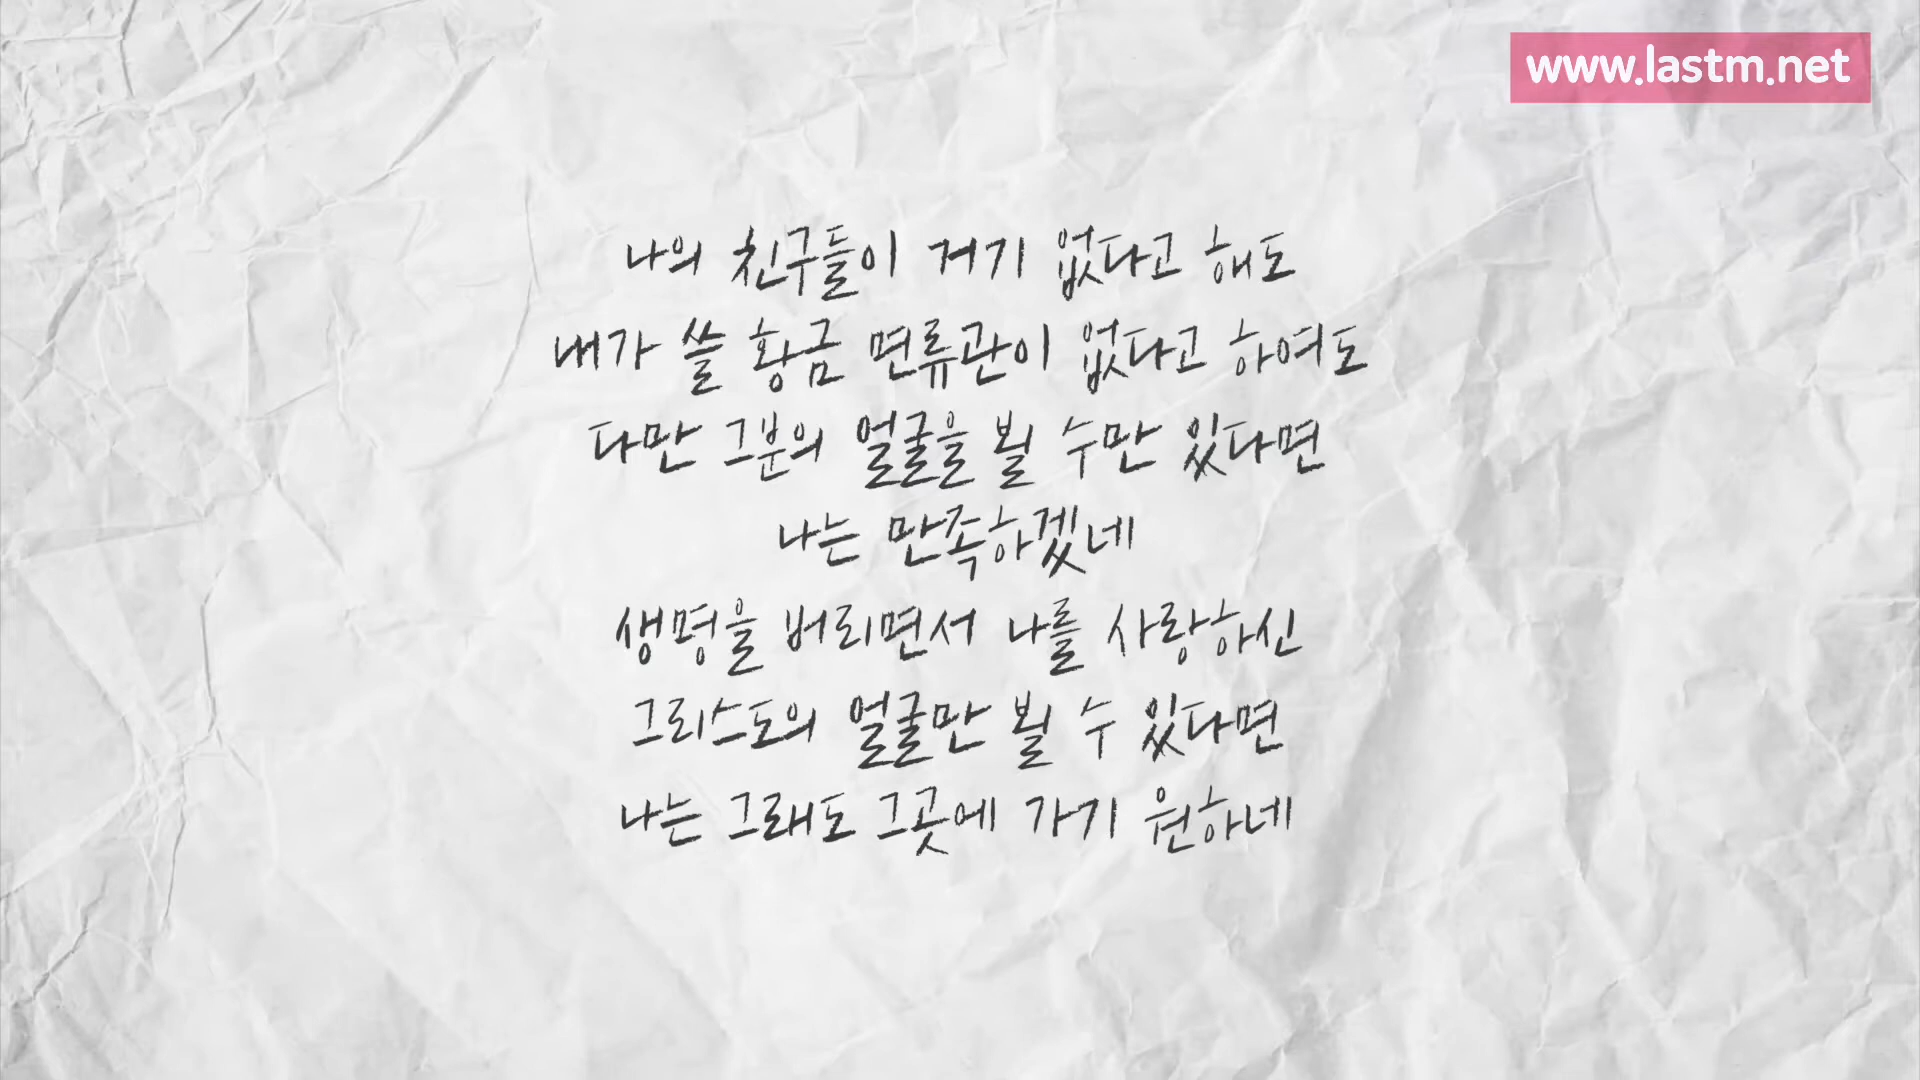 www.lastm.net
나의 친구들이 거기 없다고 해도
내가 쓸 황금 면류관이 없다고 하여도
다만 그분의 얼굴을 뵐 수만 있다면
나는 만족하겠네
생명을 버리면서 나를 사랑하신
그리스도의 얼굴만 뵐 수 있다면
나는 그래도 그곳에 가기 원하네